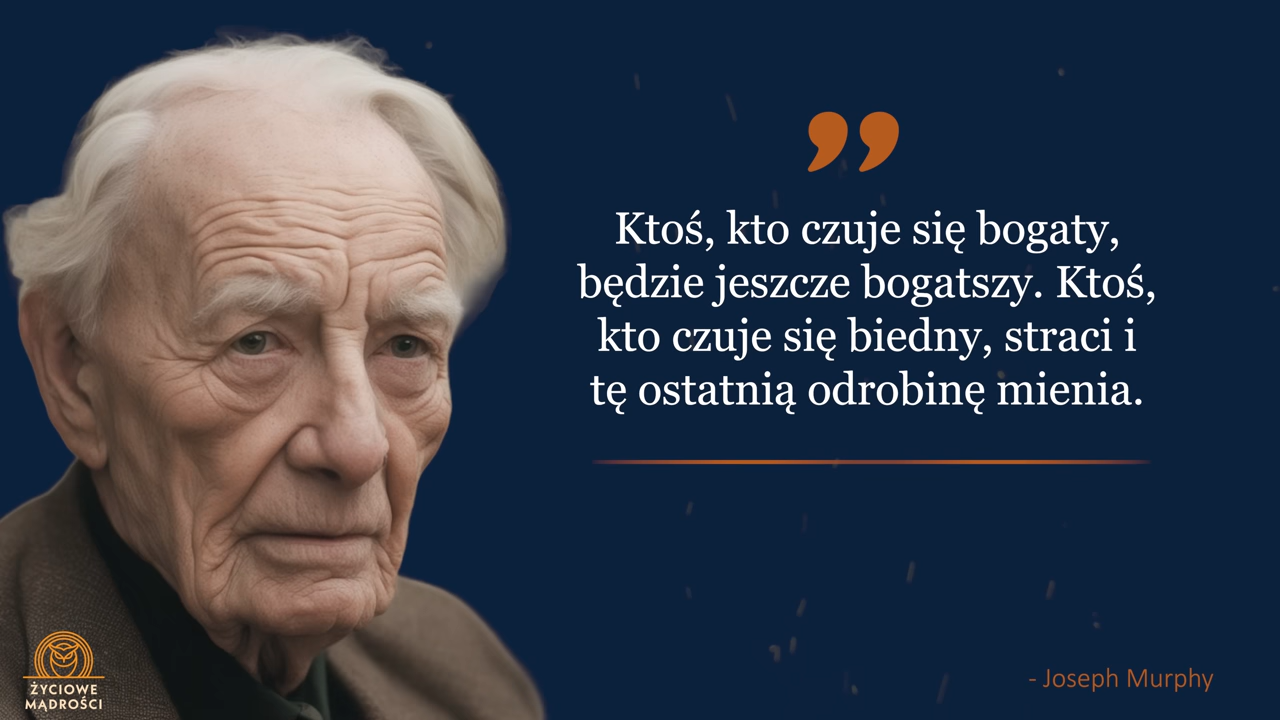 ”
Ktoś, kto czuje się bogaty,
będzie jeszcze bogatszy. Ktoś,
kto czuje się biedny, straci i
tę ostatnią odrobinę mienia.
- Joseph Murphy
ŻYCIOWE
MĄDROŚCI